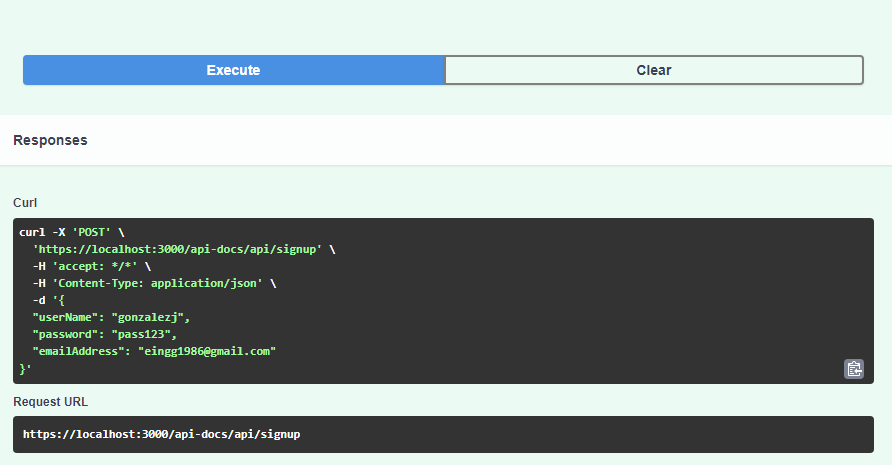 Execute
Clear
Responses
Curl
curl -X 'POST' \
  'https://localhost:3000/api-docs/api/signup' \
  -H 'accept: */*' \
  -H 'Content-Type: application/json' \
  -d '{
  "userName": "gonzalezj",
  "password": "pass123",
  "emailAddress": "eingg1986@gmail.com"
}'
Request URL
https://localhost:3000/api-docs/api/signup